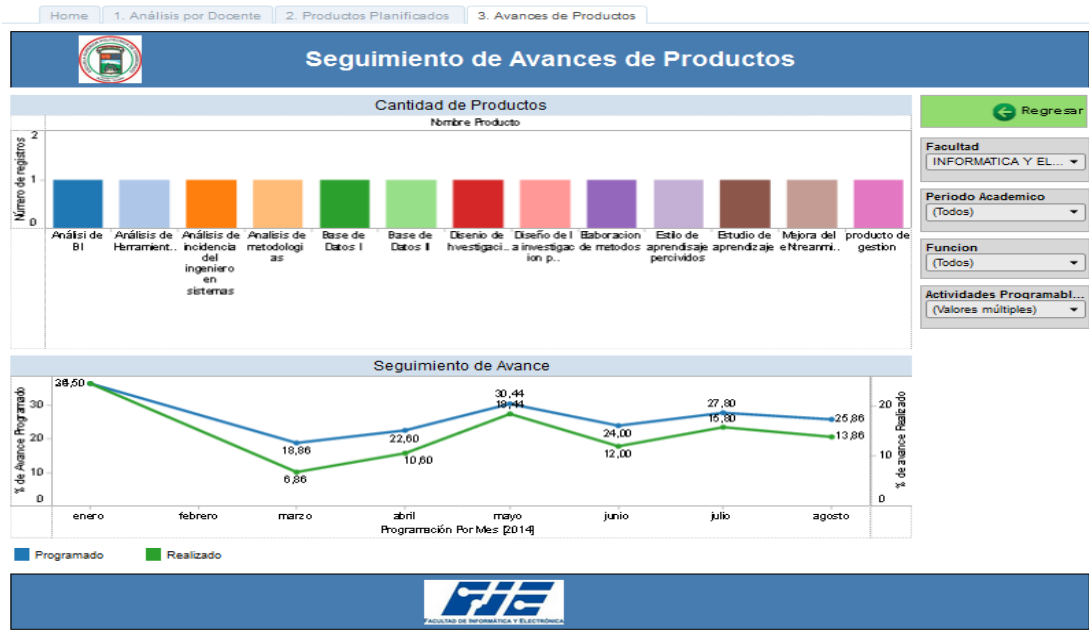 Home
1. Análisis por Docente
2. Productos Planificados
3. Avances de Productos
Seguimiento de Avances de Productos
Cantidad de Productos
Nombre Producto
Número de registros
2
1
0
Análisi de BI
Análisis de Herramient..
Análisis de incidencia del ingeniero en sistemas
Analisis de metodologi as
Base de Datos I
Base de Datos II
Disenio de Investigaci..
Diseño de l a investigac ion p..
Elaboracion de metodos
Estilo de aprendisaje percividos
Estudio de aprendizaje
Mejora del eNtreanmi..
producto de gestion
Regresar
Facultad
INFORMATICA Y EL...
Periodo Academico
(Todos)
Funcion
(Todos)
Actividades Programabl...
(Valores múltiples)
Seguimiento de Avance
% de Avance Programado
30
20
10
0
18,86
6,86
22,60
10,60
30,44
18,44
24,00
12,00
27,80
15,80
25,86
13,86
20
10
0
% de avance Realizado
enero
febrero
marzo
abril
mayo
junio
julio
agosto
Programación Por Mes [2014]
Programado
Realizado
FIE
FACULTAD DE INFORMÁTICA Y ELECTRÓNICA